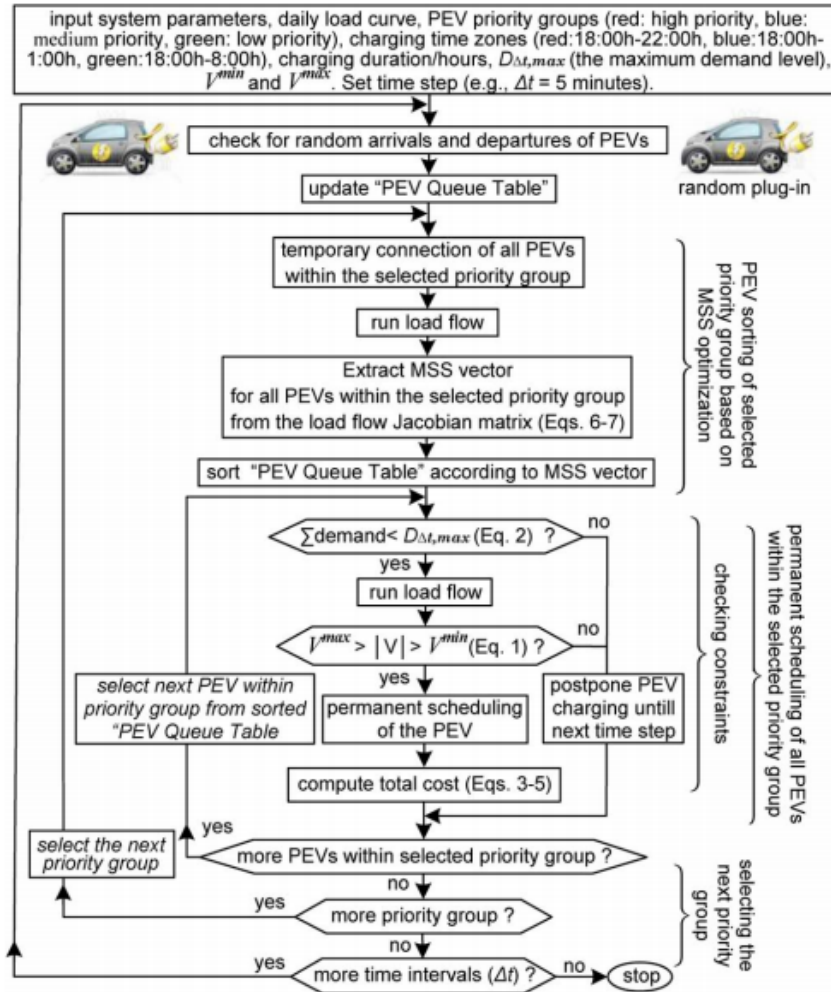 input system parameters, daily load curve, PEV priority groups (red: high priority, blue:
medium priority, green: low priority), charging time zones (red:18:00h-22:00h, blue:18:00h-
1:00h, green:18:00h-8:00h), charging duration/hours, DΔt,max (the maximum demand level),
Vmin and Vmax. Set time step (e.g., Δt = 5 minutes).
check for random arrivals and departures of PEVs
random plug-in
update “PEV Queue Table”
temporary connection of all PEVs
within the selected priority group
run load flow
Extract MSS vector
for all PEVs within the selected priority group
from the load flow Jacobian matrix (Eqs. 6-7)
sort “PEV Queue Table” according to MSS vector
PEV sorting of selected
priority group based on
MSS optimization
∑demand< DΔt,max (Eq. 2) ?
no
yes
run load flow
Vmax > |V| > Vmin (Eq. 1) ?
no
yes
select next PEV within
priority group from sorted
“PEV Queue Table
permanent scheduling
of the PEV
postpone PEV
charging untill
next time step
compute total cost (Eqs. 3-5)
checking constraints
permanent scheduling of all PEVs
within the selected priority group
yes
more PEVs within selected priority group ?
select the next
priority group
no
yes
more priority group ?
no
yes
more time intervals (Δt) ?
no
stop
selecting the
next priority
group